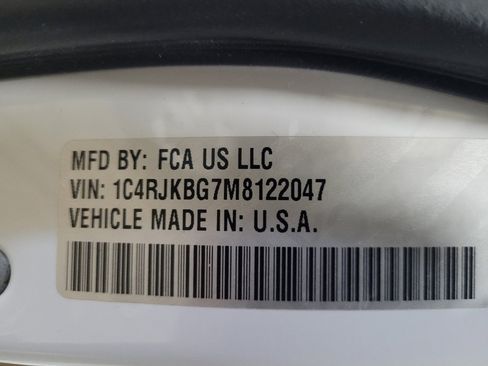 MFD BY: FCA US LLC
VIN: 1C4RJKBG7M8122047
VEHICLE MADE IN: U.S.A.